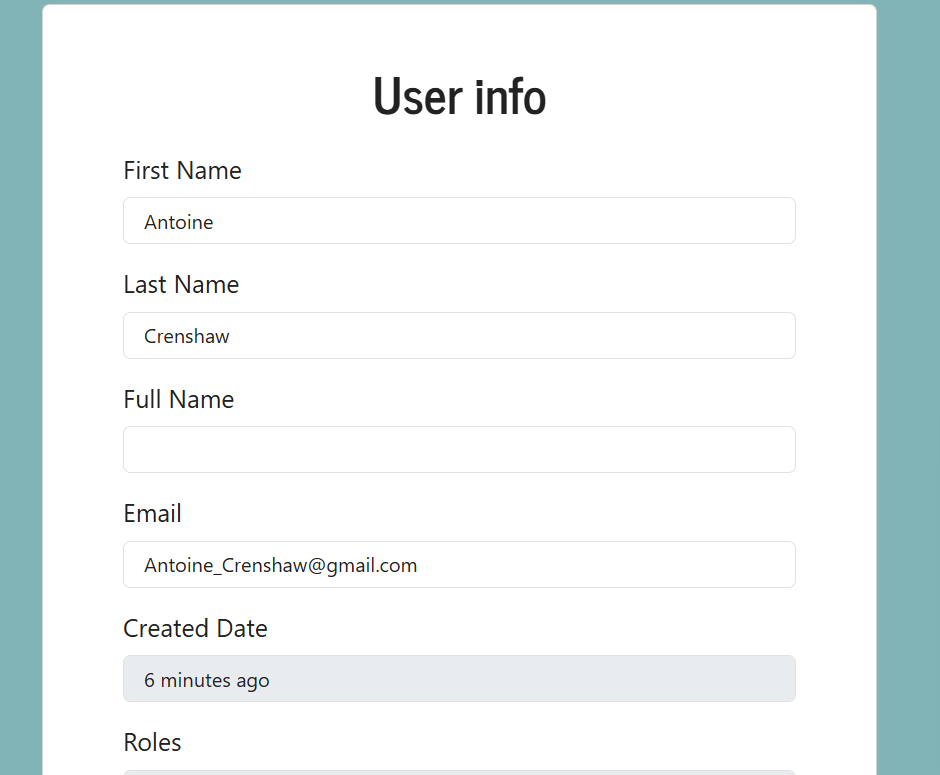 User info
First Name
Antoine
Last Name
Crenshaw
Full Name
Email
Antoine_Crenshaw@gmail.com
Created Date
6 minutes ago
Roles